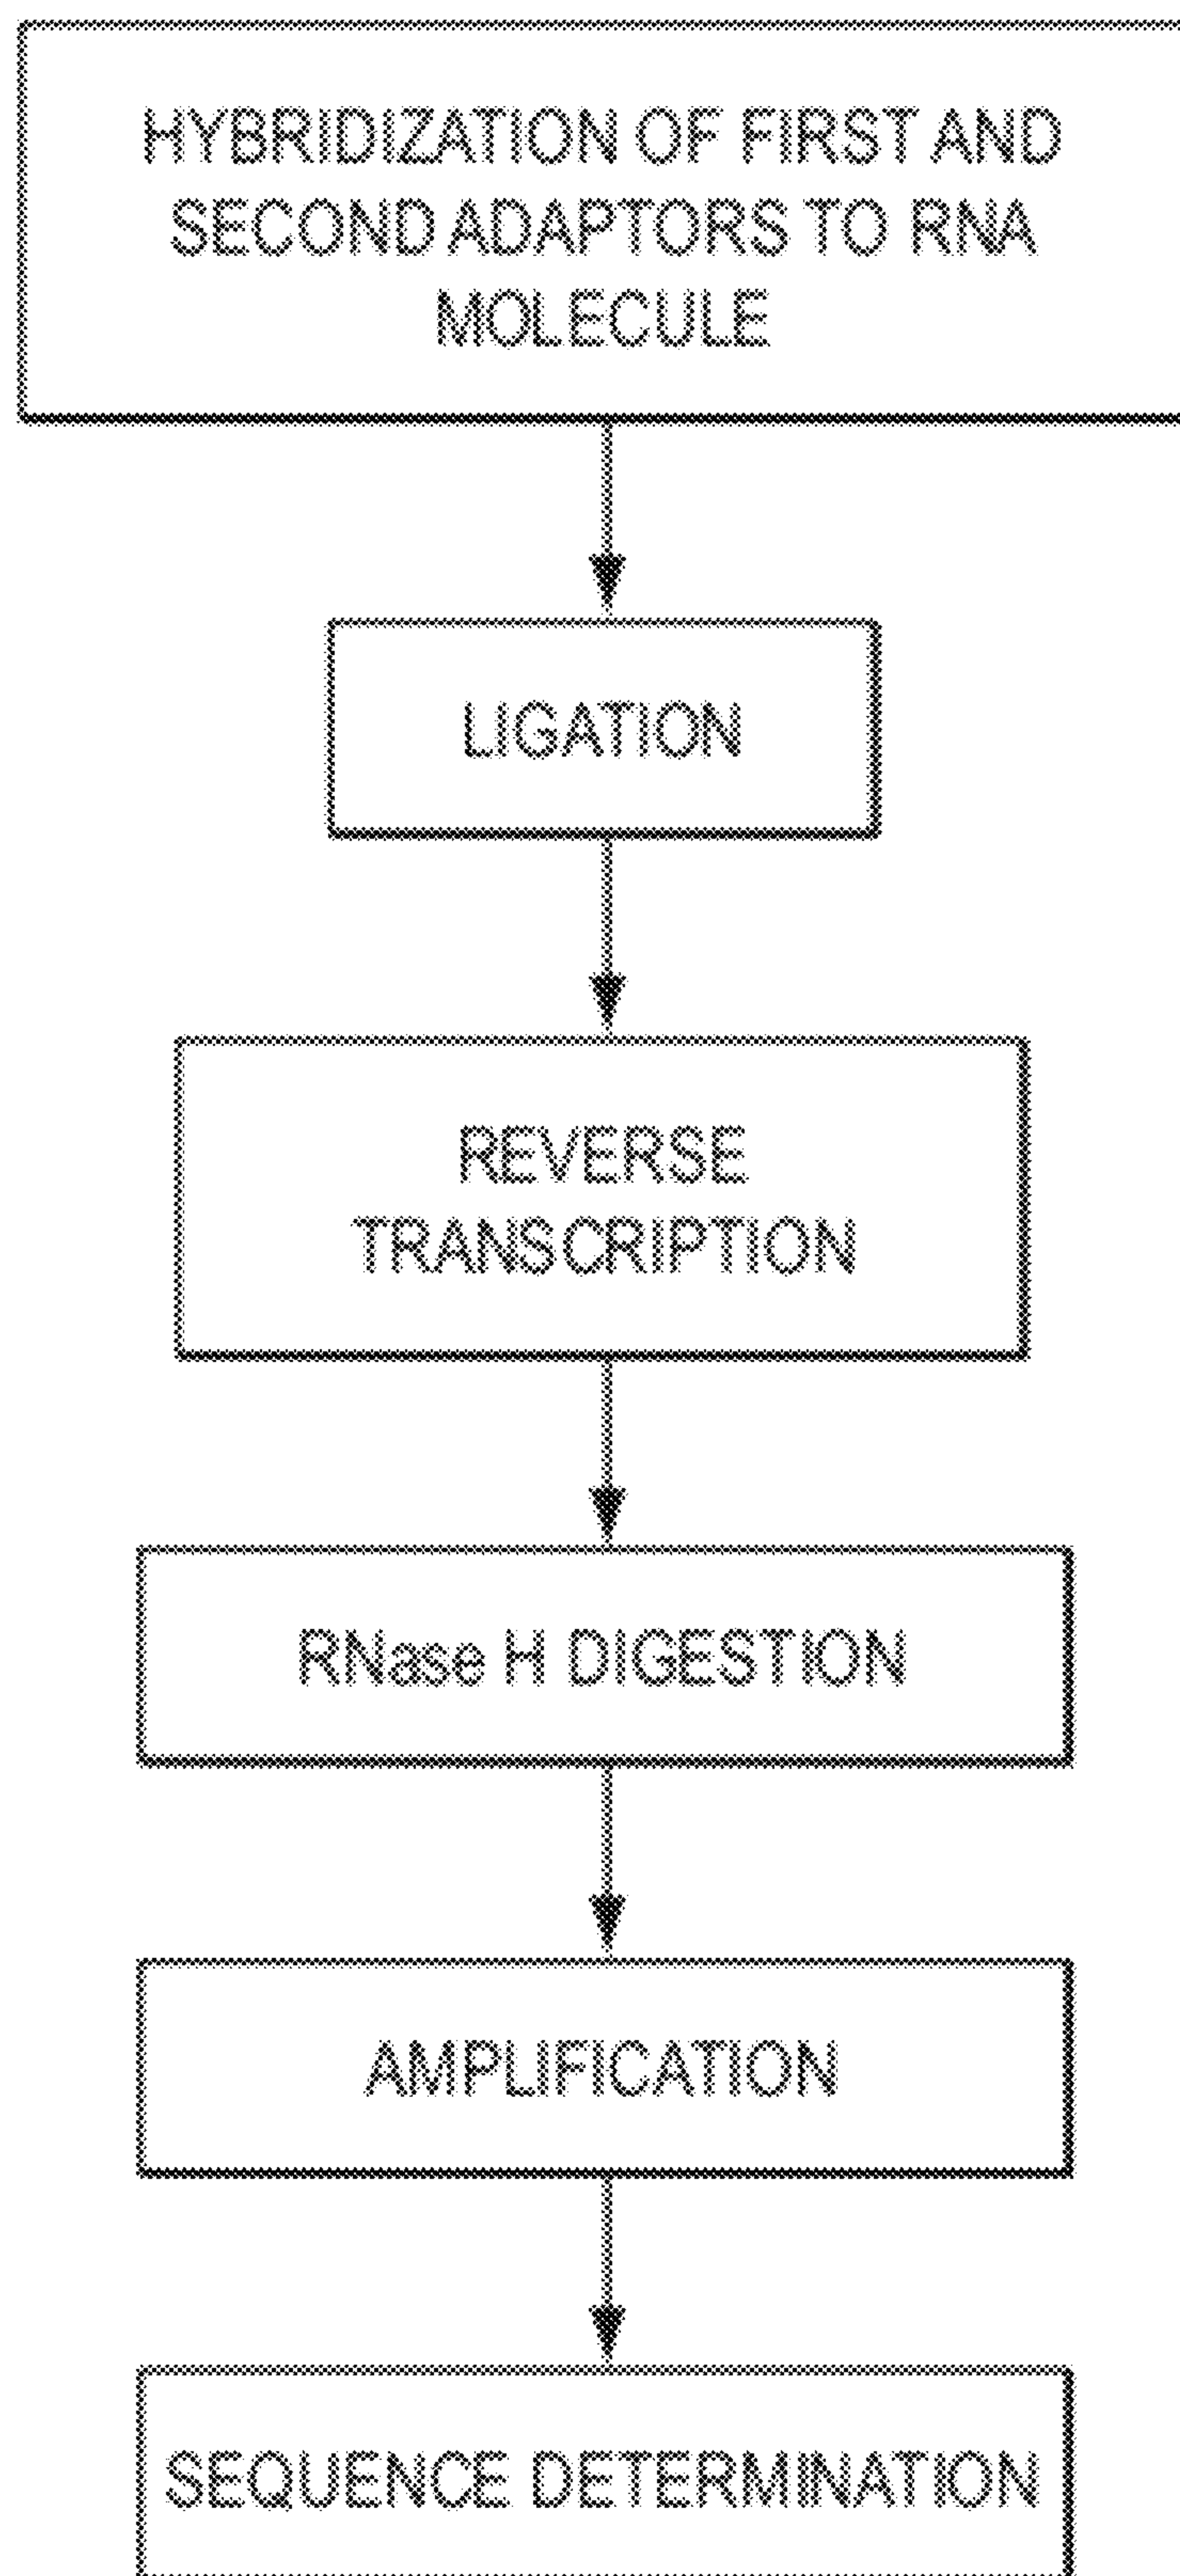 HYBRIDIZATION OF FIRST AND
SECOND ADAPTORS TO RNA
MOLECULE
LIGATION
REVERSE
TRANSCRIPTION
RNase H DIGESTION
AMPLIFICATION
SEQUENCE DETERMINATION